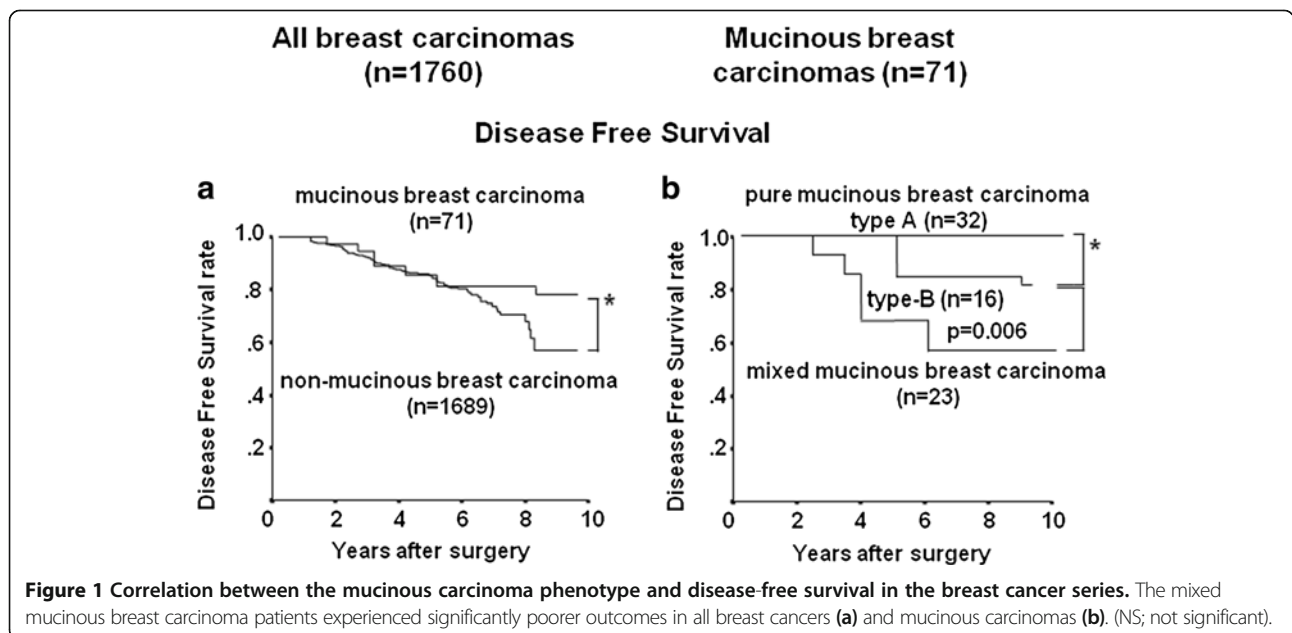 All breast carcinomas
(n=1760)
Mucinous breast
carcinomas (n=71)
Disease Free Survival
a
mucinous breast carcinoma
(n=71)
1.0
.8
.6
.4
.2
Disease Free Survival rate
*
non-mucinous breast carcinoma
(n=1689)
0 2 4 6 8 10
Years after surgery
b
pure mucinous breast carcinoma
type A (n=32)
1.0
.8
.6
.4
.2
Disease Free Survival rate
*
type-B (n=16)
p=0.006
mixed mucinous breast carcinoma
(n=23)
0 2 4 6 8 10
Years after surgery
Figure 1 Correlation between the mucinous carcinoma phenotype and disease-free survival in the breast cancer series. The mixed
mucinous breast carcinoma patients experienced significantly poorer outcomes in all breast cancers (a) and mucinous carcinomas (b). (NS; not significant).